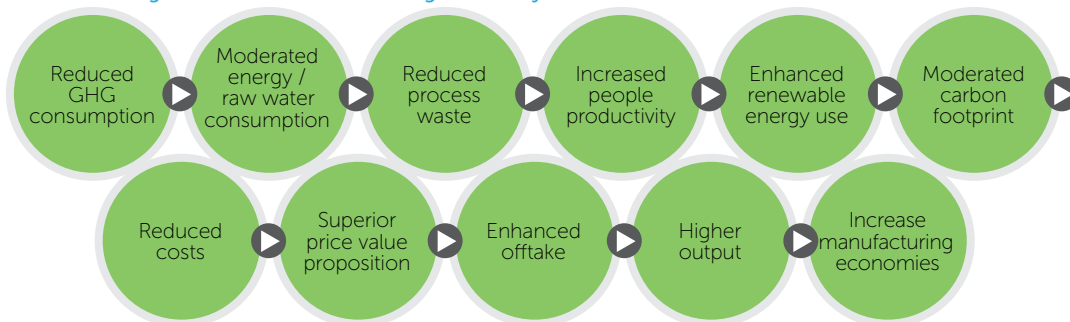 Reduced
GHG
consumption
Moderated
energy /
raw water
consumption
Reduced
process
waste
Increased
people
productivity
Enhanced
renewable
energy use
Moderated
carbon
footprint
Reduced
costs
Superior
price value
proposition
Enhanced
offtake
Higher
output
Increase
manufacturing
economies